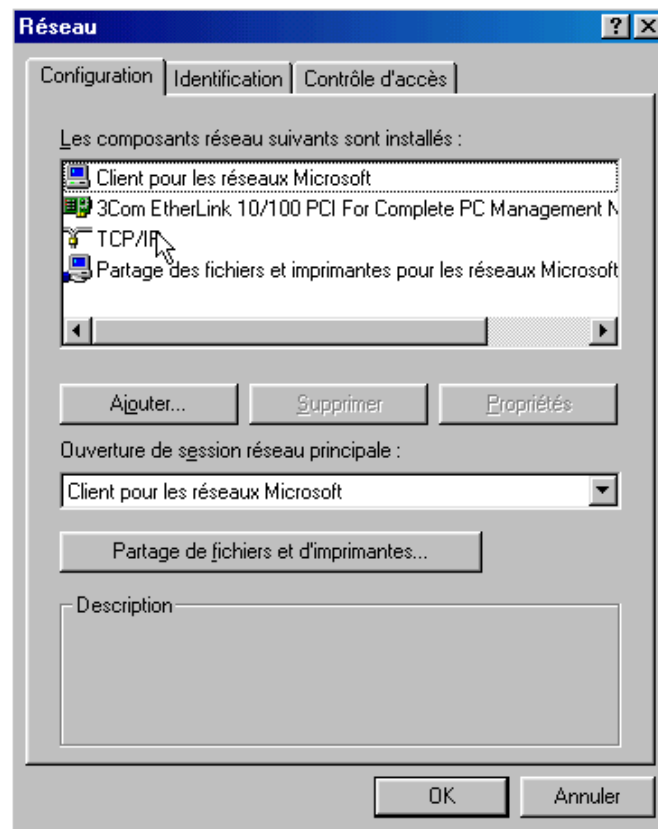 Réseau
Configuration Identification Contrôle d'accès
Les composants réseau suivants sont installés :
Client pour les réseaux Microsoft
3Com EtherLink 10/100 PCI For Complete PC Management N
TCP/IP
Partage des fichiers et imprimantes pour les réseaux Microsoft
Ajouter... Supprimer Propriétés
Ouverture de session réseau principale :
Client pour les réseaux Microsoft
Partage de fichiers et d'imprimantes...
Description
OK Annuler